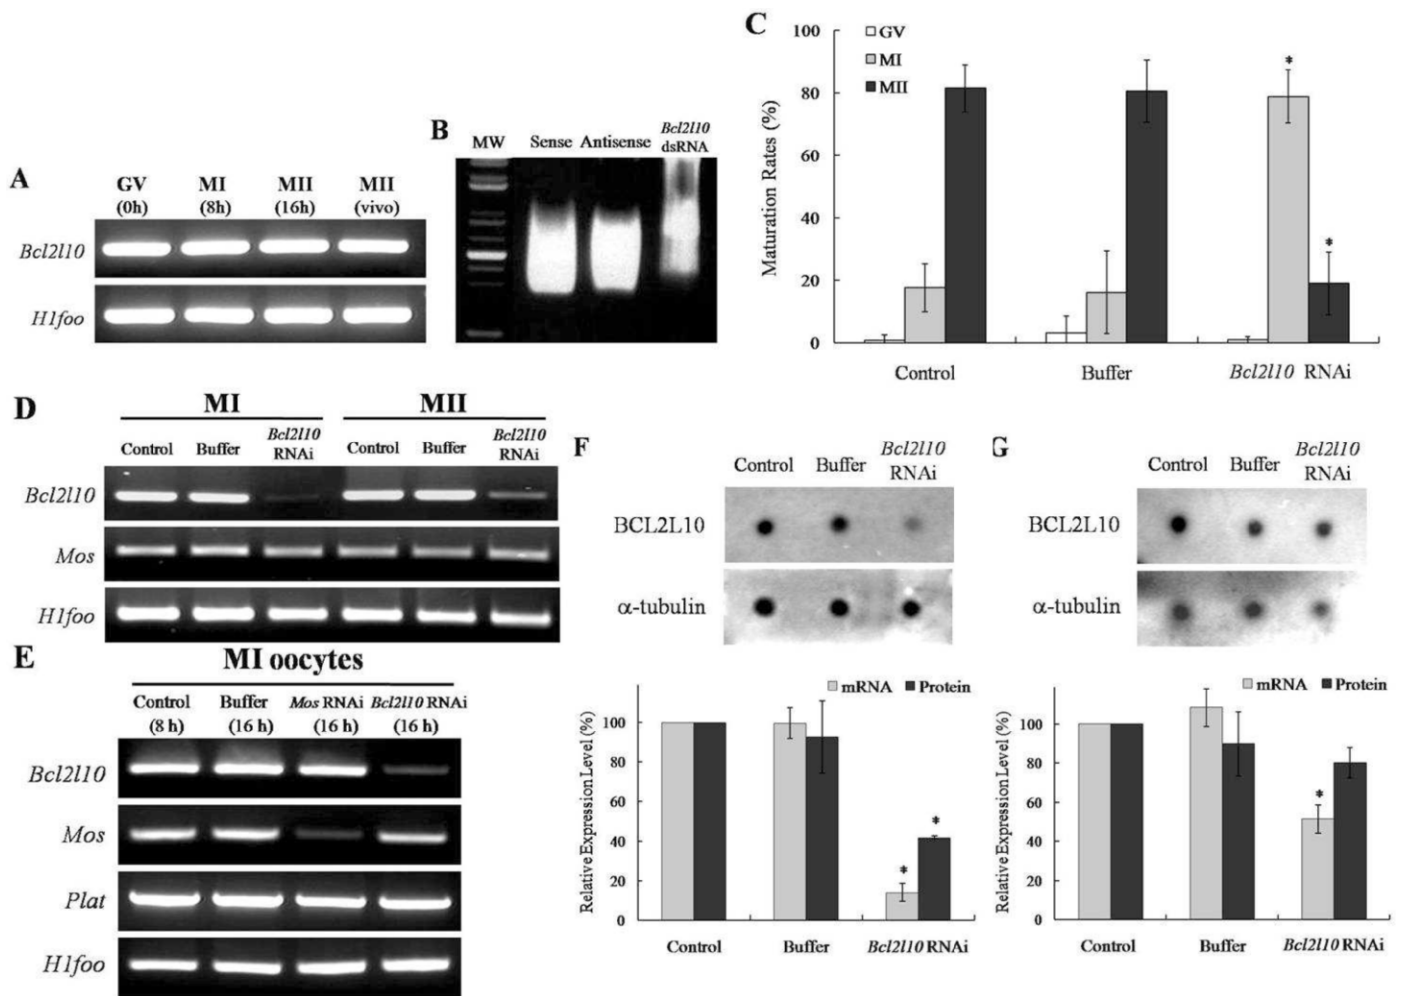 A
GV MI MII MII
(0h) (8h) (16h) (vivo)
Bcl2l10
H1foo
B
MW Sense Antisense Bcl2l10
dsRNA
C
GV
MI
MII
Maturation Rates (%)
100
80
60
40
20
0
Control Buffer Bcl2l10 RNAi
* *
D
MI MII
Control Buffer Bcl2l10 RNAi Control Buffer Bcl2l10 RNAi
Bcl2l10
Mos
H1foo
E
MI oocytes
Control Buffer Mos RNAi Bcl2l10 RNAi
(8 h) (16 h) (16 h) (16 h)
Bcl2l10
Mos
Plat
H1foo
F
Control Buffer Bcl2l10 RNAi
BCL2L10
α-tubulin
mRNA Protein
Relative Expression Level (%)
100
80
60
40
20
0
* *
Control Buffer Bcl2l10 RNAi
G
Control Buffer Bcl2l10 RNAi
BCL2L10
α-tubulin
mRNA Protein
Relative Expression Level (%)
100
80
60
40
20
0
*
Control Buffer Bcl2l10 RNAi